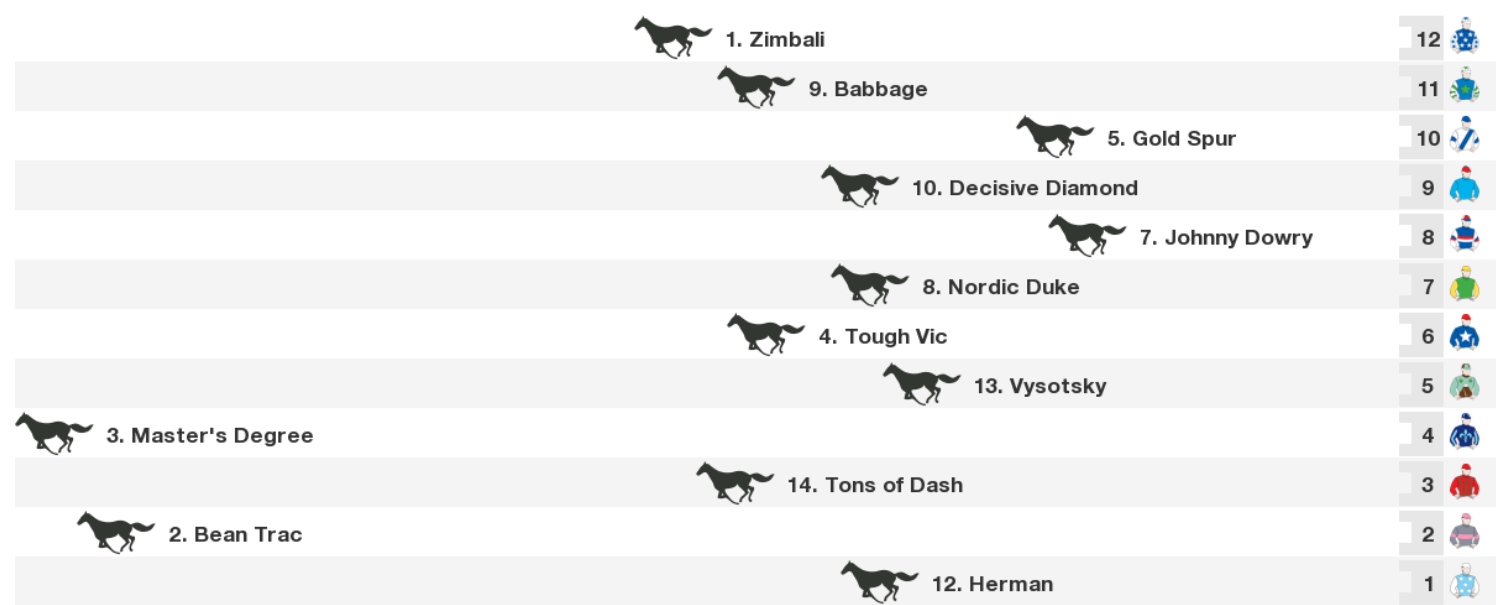 1. Zimbali 12
9. Babbage 11
5. Gold Spur 10
10. Decisive Diamond 9
7. Johnny Dowry 8
8. Nordic Duke 7
4. Tough Vic 6
13. Vysotsky 5
3. Master's Degree 4
14. Tons of Dash 3
2. Bean Trac 2
12. Herman 1